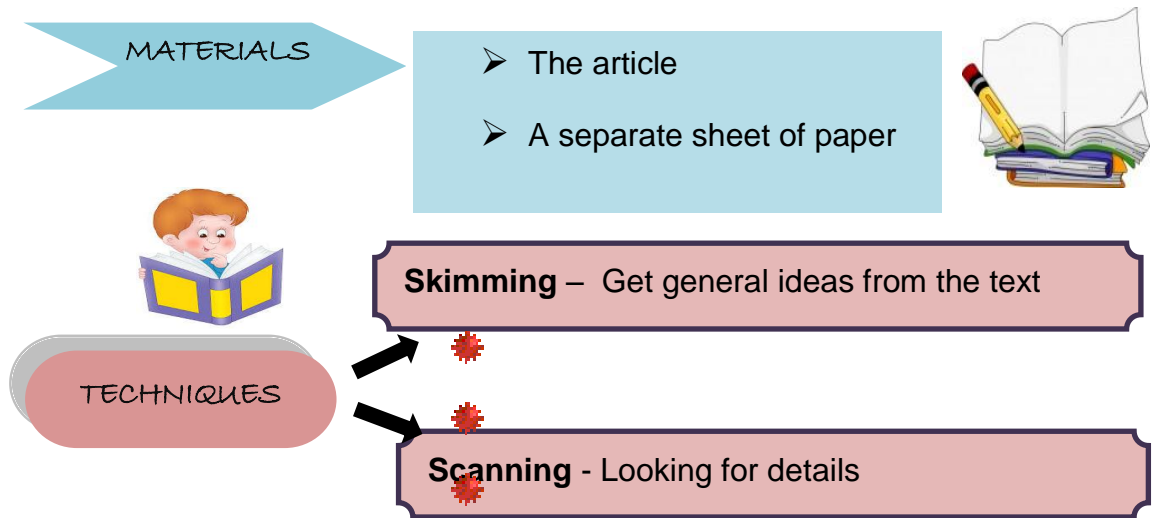 MATERIALS
➢ The article
➢ A separate sheet of paper
Skimming – Get general ideas from the text
TECHNIQUES
Scanning - Looking for details